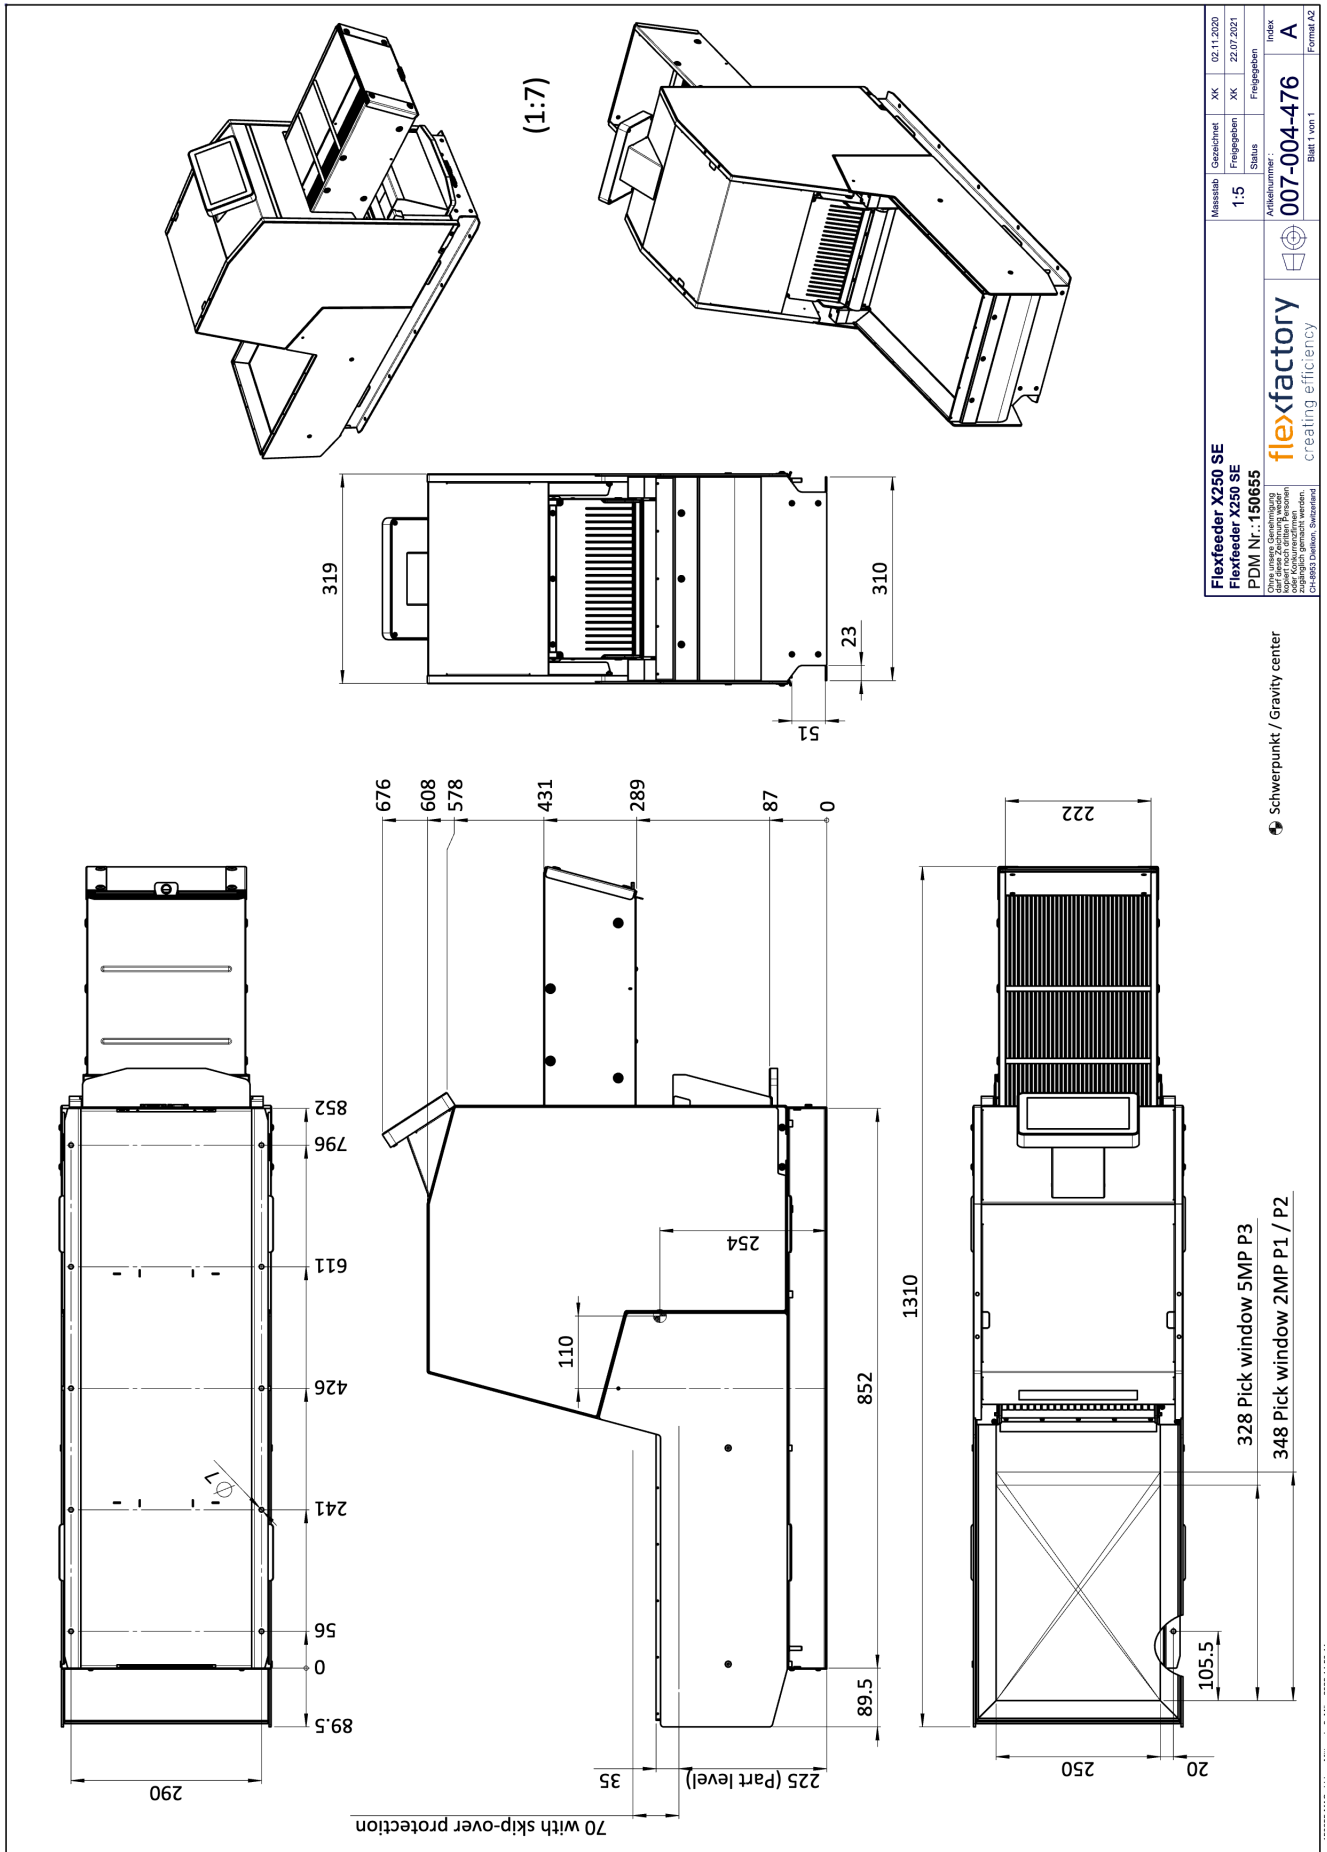 (1:7)
319
310
23
51
676
608
578
431
289
87
0
852
796
611
426
241
56
0
89.5
290
∅7
254
110
852
89.5
35
225 (Part level)
70 with skip-over protection
1310
222
328 Pick window 5MP P3
348 Pick window 2MP P1 / P2
105.5
250
20
Schwerpunkt / Gravity center
Flexfeeder X250 SE
Flexfeeder X250 SE
PDM Nr.: 150655
Massstab
1:5
Gezeichnet XK 02.11.2020
Freigegeben XK 22.07.2021
Status Freigegeben
Ohne unsere Genehmigung
darf diese Zeichnung weder
kopiert noch dritten Personen
oder Konkurrenzfirmen
zugänglich gemacht werden.
CH-8953 Dietikon, Switzerland
flexfactory
creating efficiency
Artikelnummer :
007-004-476
Index
A
Blatt 1 von 1
Format A2